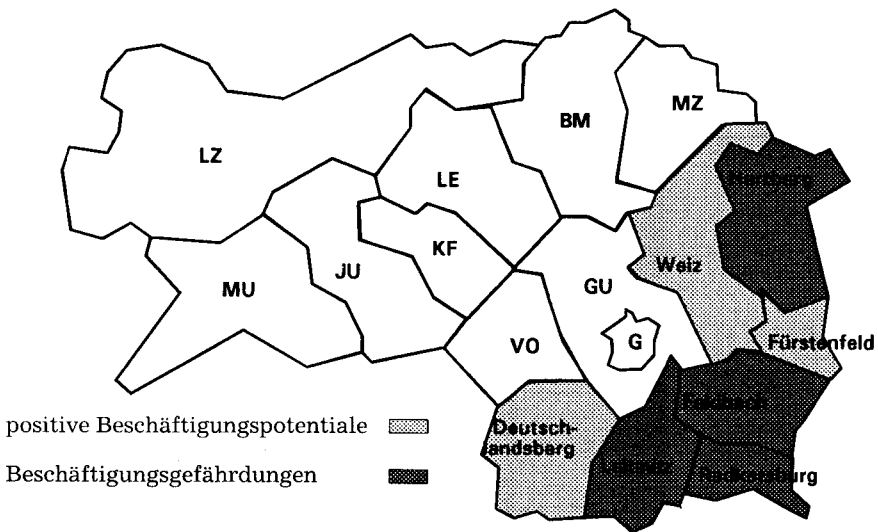 BM
MZ
LZ
LE
Hartberg
KF
JU
Weiz
MU
GU
VO
G
Fürstenfeld
Feldbach
positive Beschäftigungspotentiale
Deutsch-
landsberg
Beschäftigungsgefährdungen
Leibnitz
Radkersburg